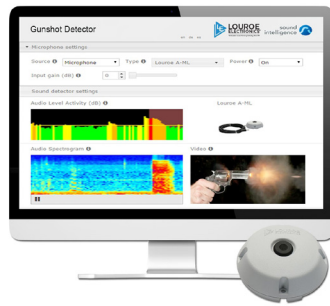 Gunshot Detector
LOUROE ELECTRONICS
sound intelligence
Microphone settings
Source Microphone Type Louroe A-ML Power On
Input gain (dB) 0
Sound detector settings
Audio Level Activity (dB) Louroe A-ML
Audio Spectrogram Video